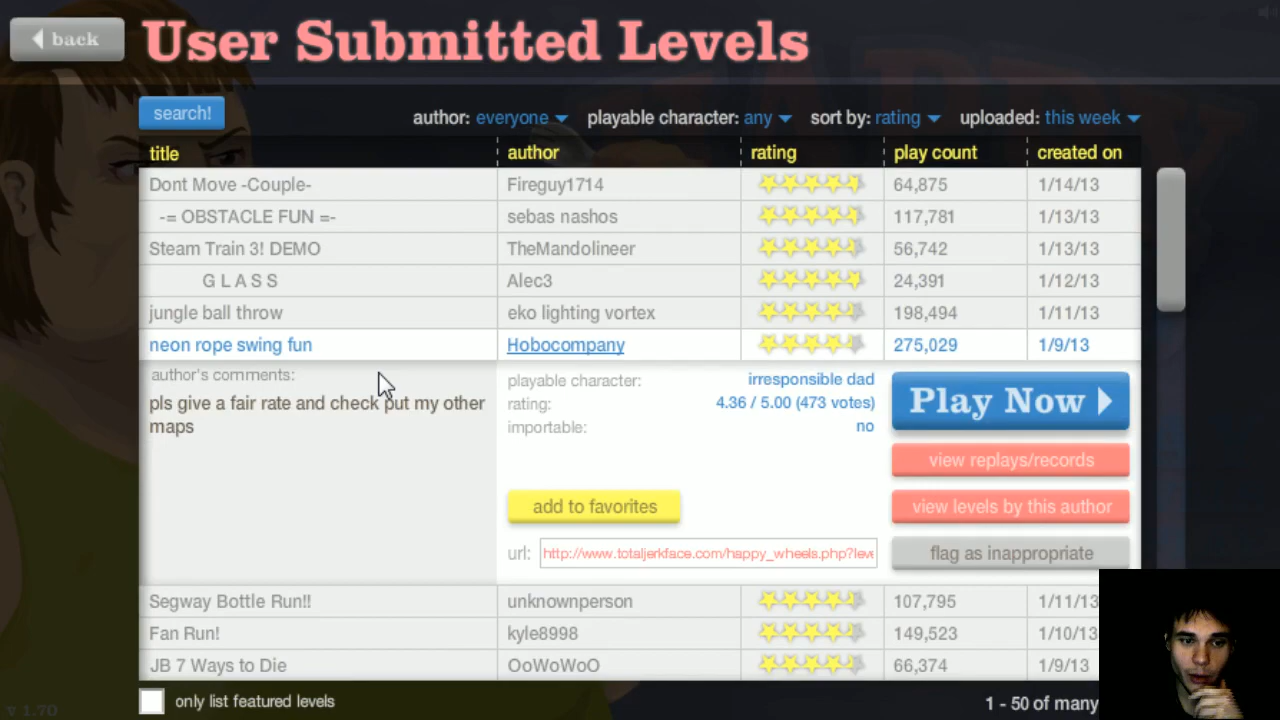 back
User Submitted Levels
search!
author: everyone playable character: any sort by: rating uploaded: this week
title author rating play count created on
Dont Move -Couple- Fireguy1714 64,875 1/14/13
-= OBSTACLE FUN =- sebas nashos 117,781 1/13/13
Steam Train 3! DEMO TheMandolineer 56,742 1/13/13
G L A S S Alec3 24,391 1/12/13
jungle ball throw eko lighting vortex 198,494 1/11/13
neon rope swing fun Hobocompany 275,029 1/9/13
author's comments:
pls give a fair rate and check put my other
maps
playable character: irresponsible dad
rating: 4.36 / 5.00 (473 votes)
importable: no
add to favorites
url: http://www.totaljerkface.com/happy_wheels.php?leve
Play Now
view replays/records
view levels by this author
flag as inappropriate
Segway Bottle Run!! unknownperson 107,795 1/11/13
Fan Run! kyle8998 149,523 1/10/13
JB 7 Ways to Die OoWoWoO 66,374 1/9/13
only list featured levels
1 - 50 of many
v 1.70